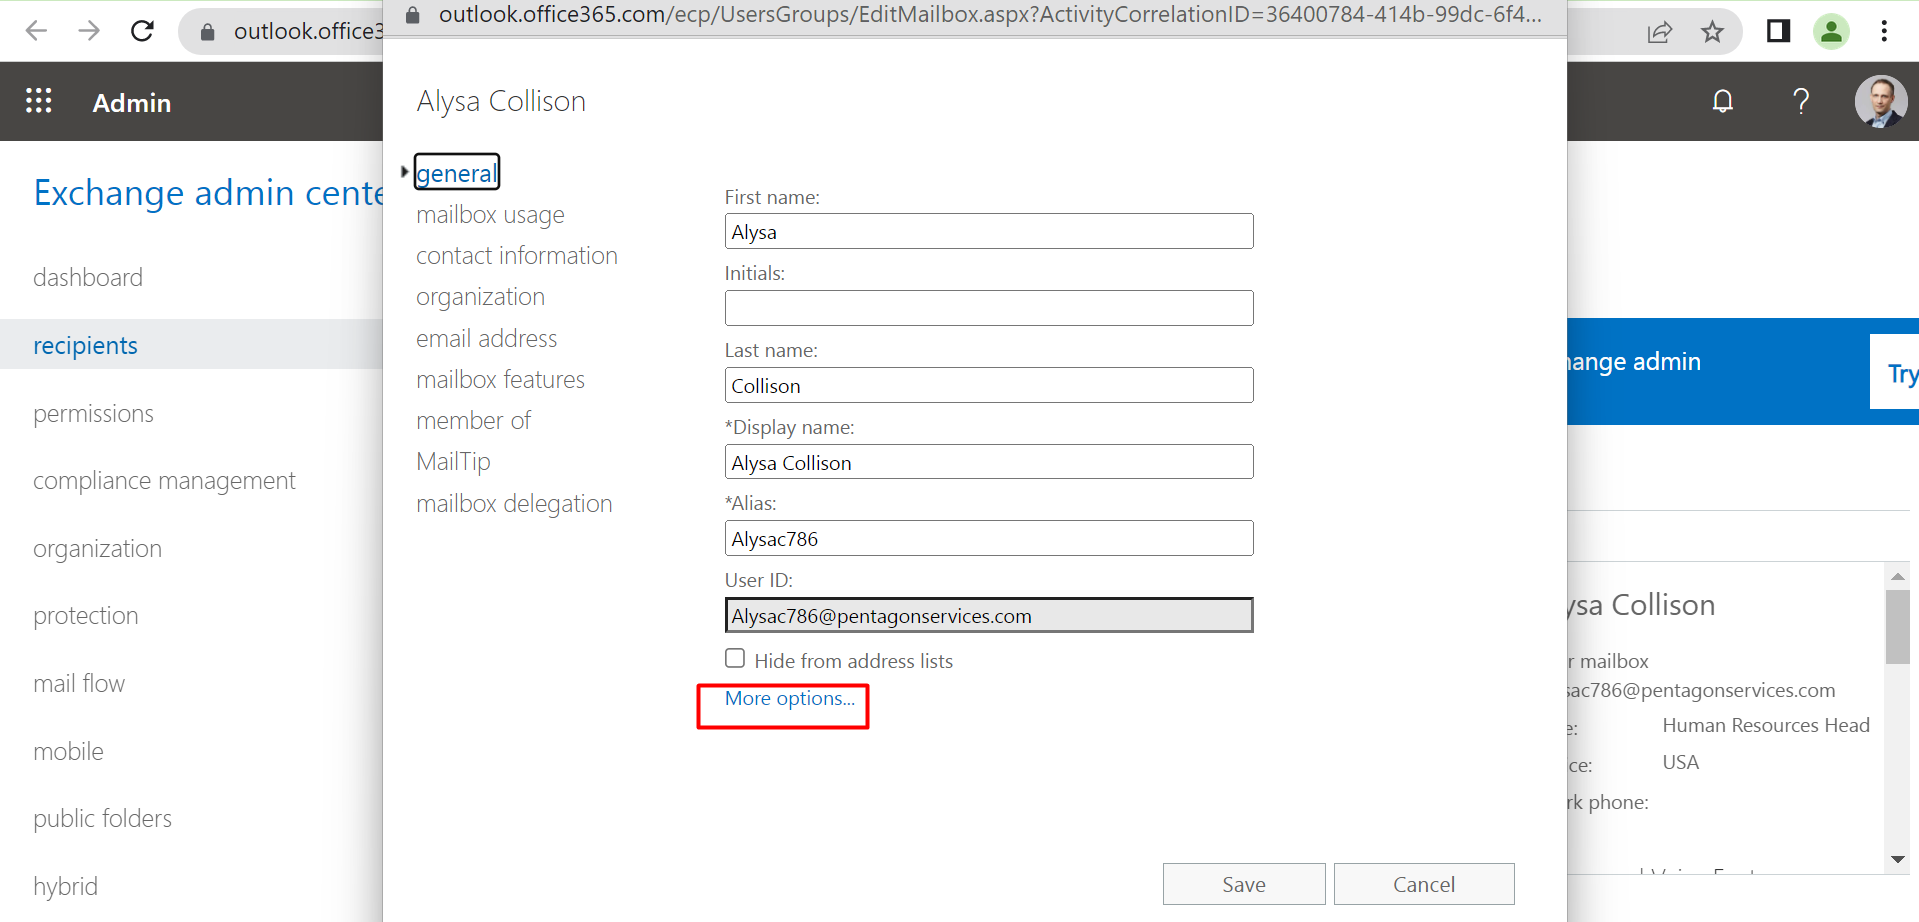 outlook.office365.com/ecp/UsersGroups/EditMailbox.aspx?ActivityCorrelationID=36400784-414b-99dc-6f4...
outlook.office3
Admin
?
Exchange admin cente
dashboard
recipients
permissions
compliance management
organization
protection
mail flow
mobile
public folders
hybrid
Alysa Collison
general
mailbox usage
contact information
organization
email address
mailbox features
member of
MailTip
mailbox delegation
First name:
Alysa
Initials:
Last name:
Collison
*Display name:
Alysa Collison
*Alias:
Alysac786
User ID:
Alysac786@pentagonservices.com
Hide from address lists
More options...
Save
Cancel
hange admin
Try
ysa Collison
r mailbox
sac786@pentagonservices.com
e:
Human Resources Head
ce:
USA
rk phone: